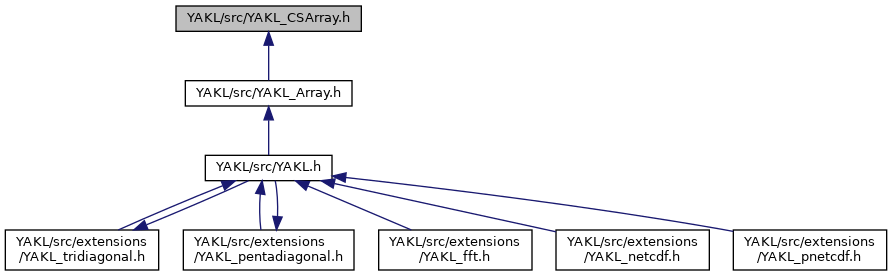 YAKL/src/YAKL_CSArray.h
YAKL/src/YAKL_Array.h
YAKL/src/YAKL.h
YAKL/src/extensions
/YAKL_tridiagonal.h
YAKL/src/extensions
/YAKL_pentadiagonal.h
YAKL/src/extensions
/YAKL_fft.h
YAKL/src/extensions
/YAKL_netcdf.h
YAKL/src/extensions
/YAKL_pnetcdf.h